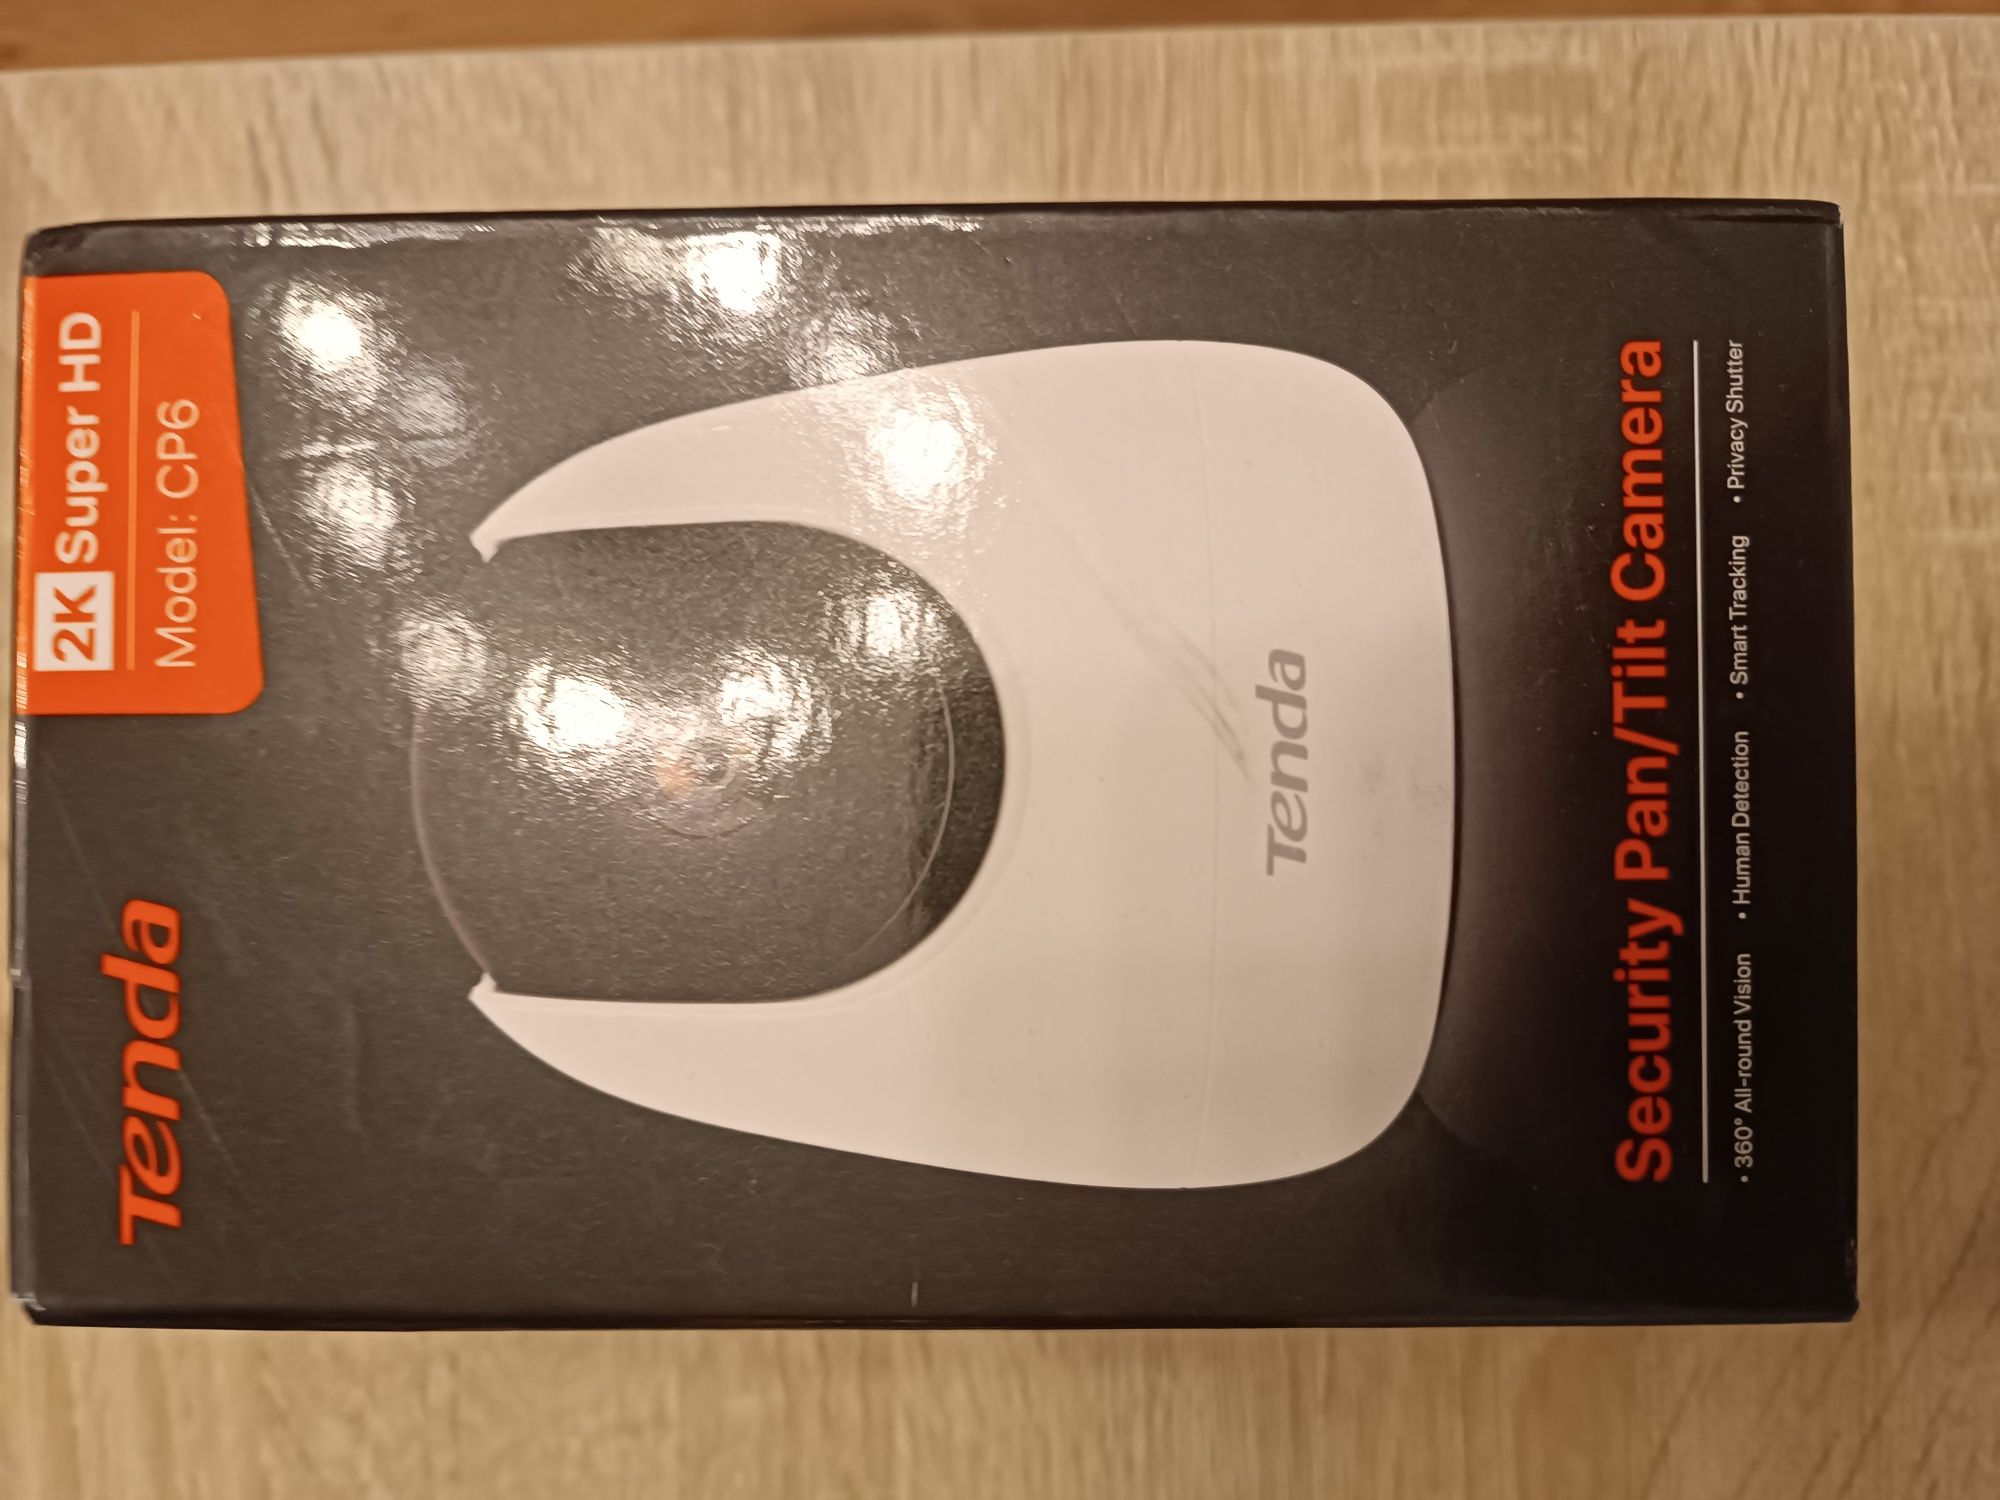 Tenda
2K Super HD
Model: CP6
Tenda
Security Pan/Tilt Camera
• 360° All-round Vision • Human Detection • Smart Tracking • Privacy Shutter